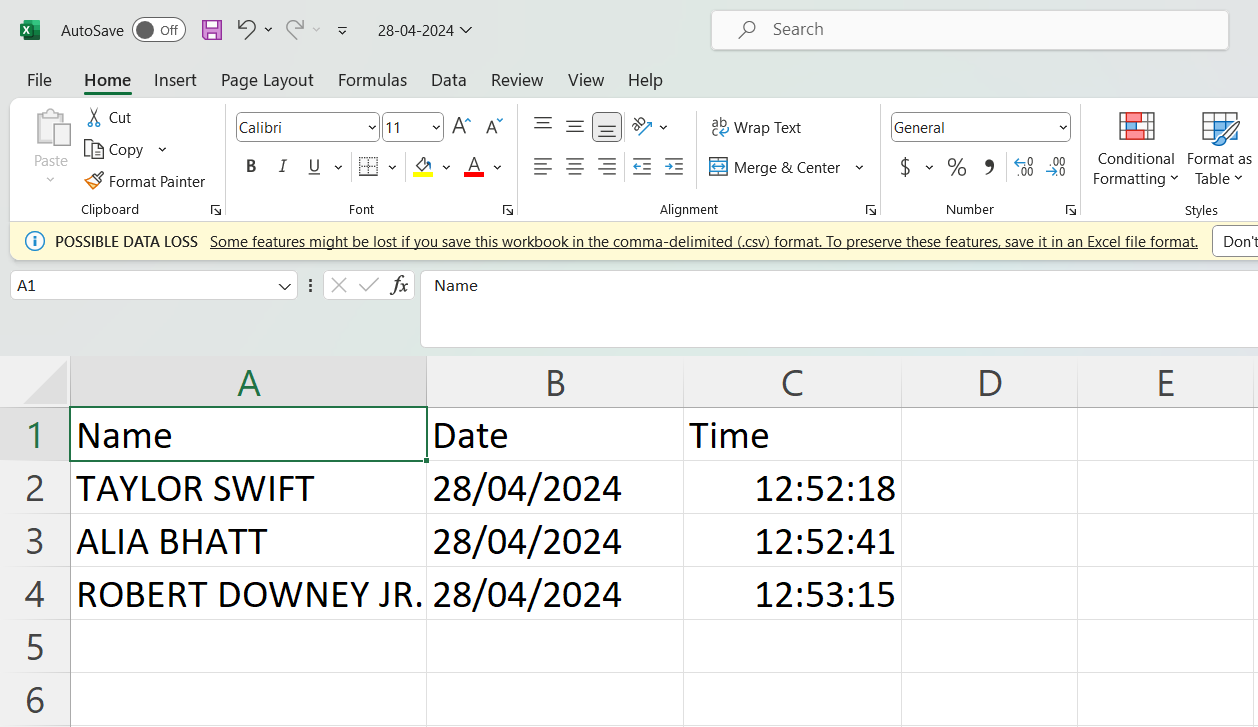 AutoSave Off 28-04-2024 Search
File Home Insert Page Layout Formulas Data Review View Help
Paste Cut Copy Format Painter
Clipboard
Calibri 11 A A
B I U A
Font
ab Wrap Text
Merge & Center
Alignment
General
$ % , .00 .00
Number
Conditional Formatting Format as Table
Styles
POSSIBLE DATA LOSS Some features might be lost if you save this workbook in the comma-delimited (.csv) format. To preserve these features, save it in an Excel file format. Don't
A1 fx Name
A B C D E
1 Name Date Time
2 TAYLOR SWIFT 28/04/2024 12:52:18
3 ALIA BHATT 28/04/2024 12:52:41
4 ROBERT DOWNEY JR. 28/04/2024 12:53:15
5
6